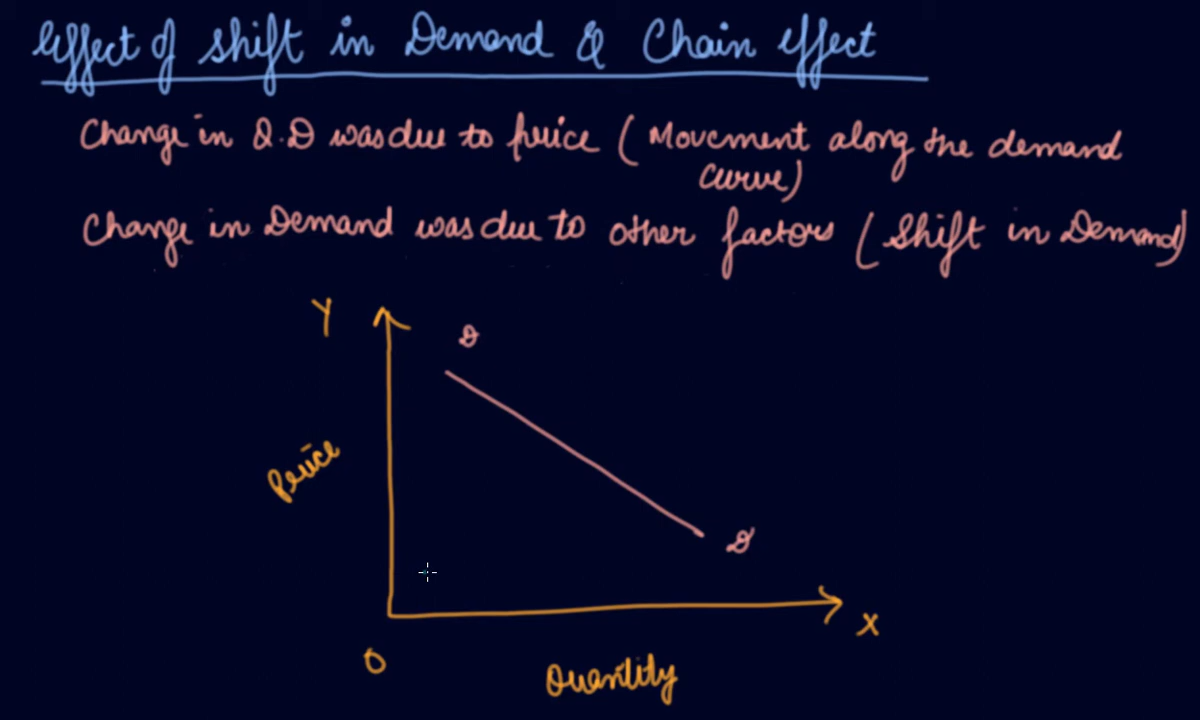 Effect of shift in Demand & Chain effect
Change in Q.D was due to price (Movement along the demand
curve)
Change in Demand was due to other factors (Shift in Demand)
Y
D
Price
D'
X
O
Quantity